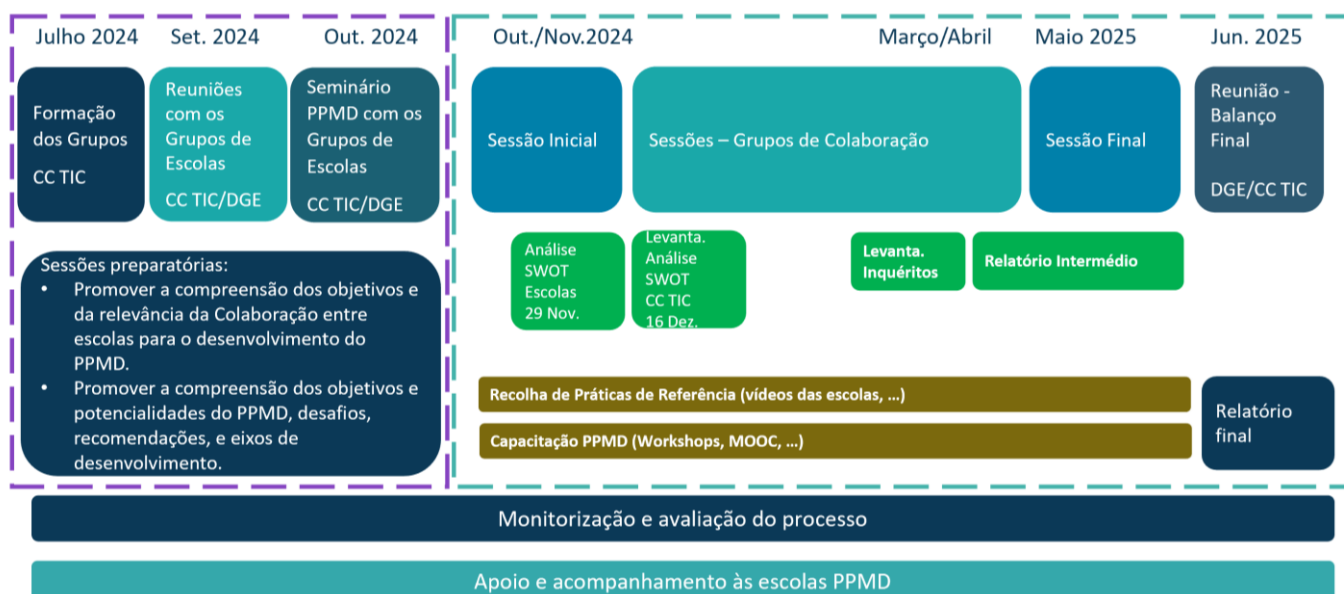 Julho 2024
Set. 2024
Out. 2024
Out./Nov.2024
Março/Abril
Maio 2025
Jun. 2025
Formação
dos Grupos
CC TIC
Reuniões
com os
Grupos de
Escolas
CC TIC/DGE
Seminário
PPMD com os
Grupos de
Escolas
CC TIC/DGE
Sessão Inicial
Sessões – Grupos de Colaboração
Sessão Final
Reunião -
Balanço
Final
DGE/CC TIC
Análise
SWOT
Escolas
29 Nov.
Levanta.
Análise
SWOT
CC TIC
16 Dez.
Levanta.
Inquéritos
Relatório Intermédio
Sessões preparatórias:
• Promover a compreensão dos objetivos e
da relevância da Colaboração entre
escolas para o desenvolvimento do
PPMD.
• Promover a compreensão dos objetivos e
potencialidades do PPMD, desafios,
recomendações, e eixos de
desenvolvimento.
Recolha de Práticas de Referência (vídeos das escolas, ...)
Capacitação PPMD (Workshops, MOOC, ...)
Relatório
final
Monitorização e avaliação do processo
Apoio e acompanhamento às escolas PPMD